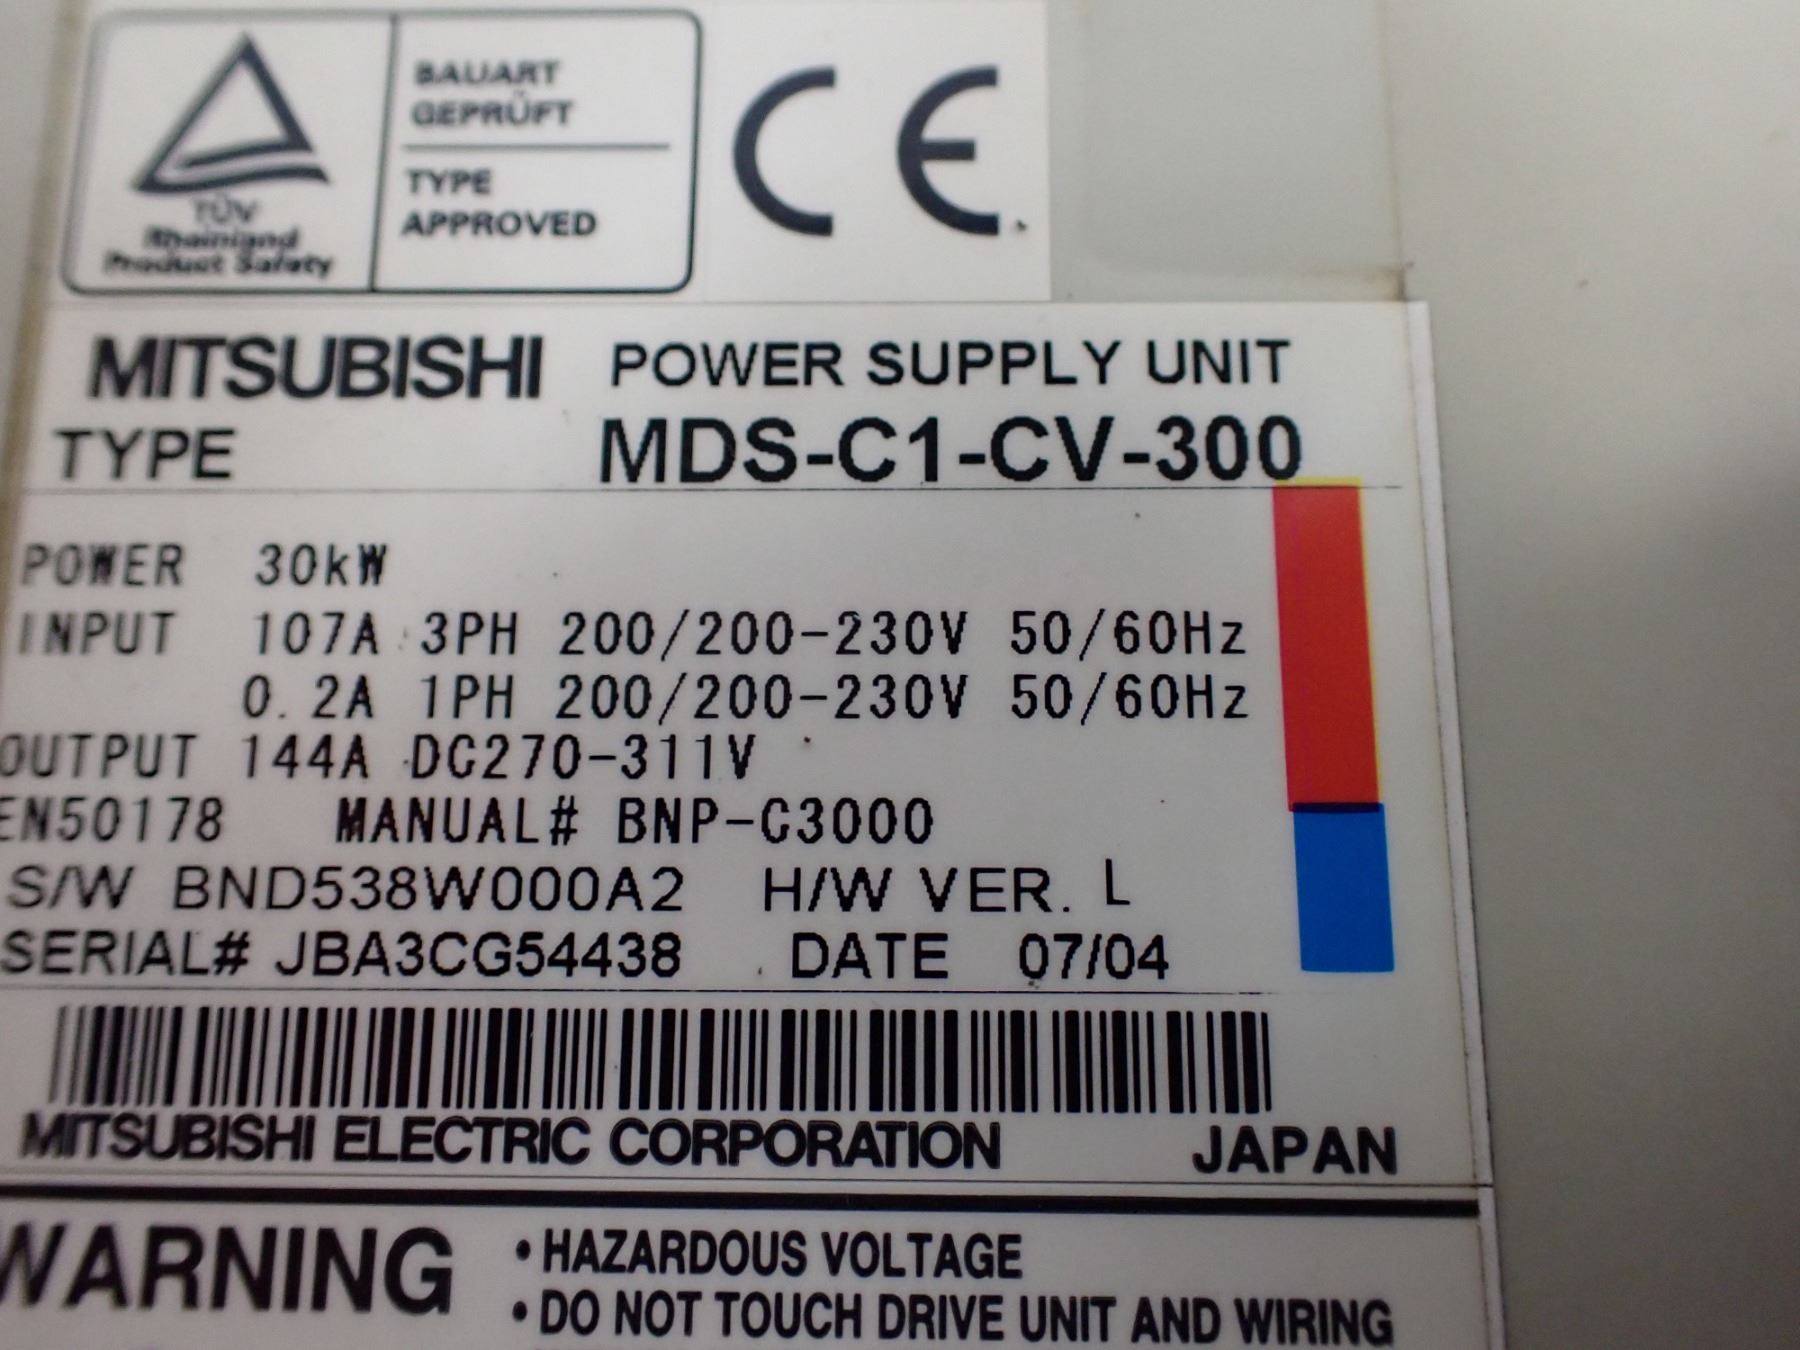 BAUART
GEPRÜFT
TYPE
APPROVED
TÜV
Rheinland
Product Safety
CE
MITSUBISHI POWER SUPPLY UNIT
TYPE MDS-C1-CV-300
POWER 30kW
INPUT 107A 3PH 200/200-230V 50/60Hz
0.2A 1PH 200/200-230V 50/60Hz
OUTPUT 144A DC270-311V
EN50178 MANUAL# BNP-C3000
S/W BND538W000A2 H/W VER. L
SERIAL# JBA3CG54438 DATE 07/04
MITSUBISHI ELECTRIC CORPORATION JAPAN
WARNING
• HAZARDOUS VOLTAGE
• DO NOT TOUCH DRIVE UNIT AND WIRING